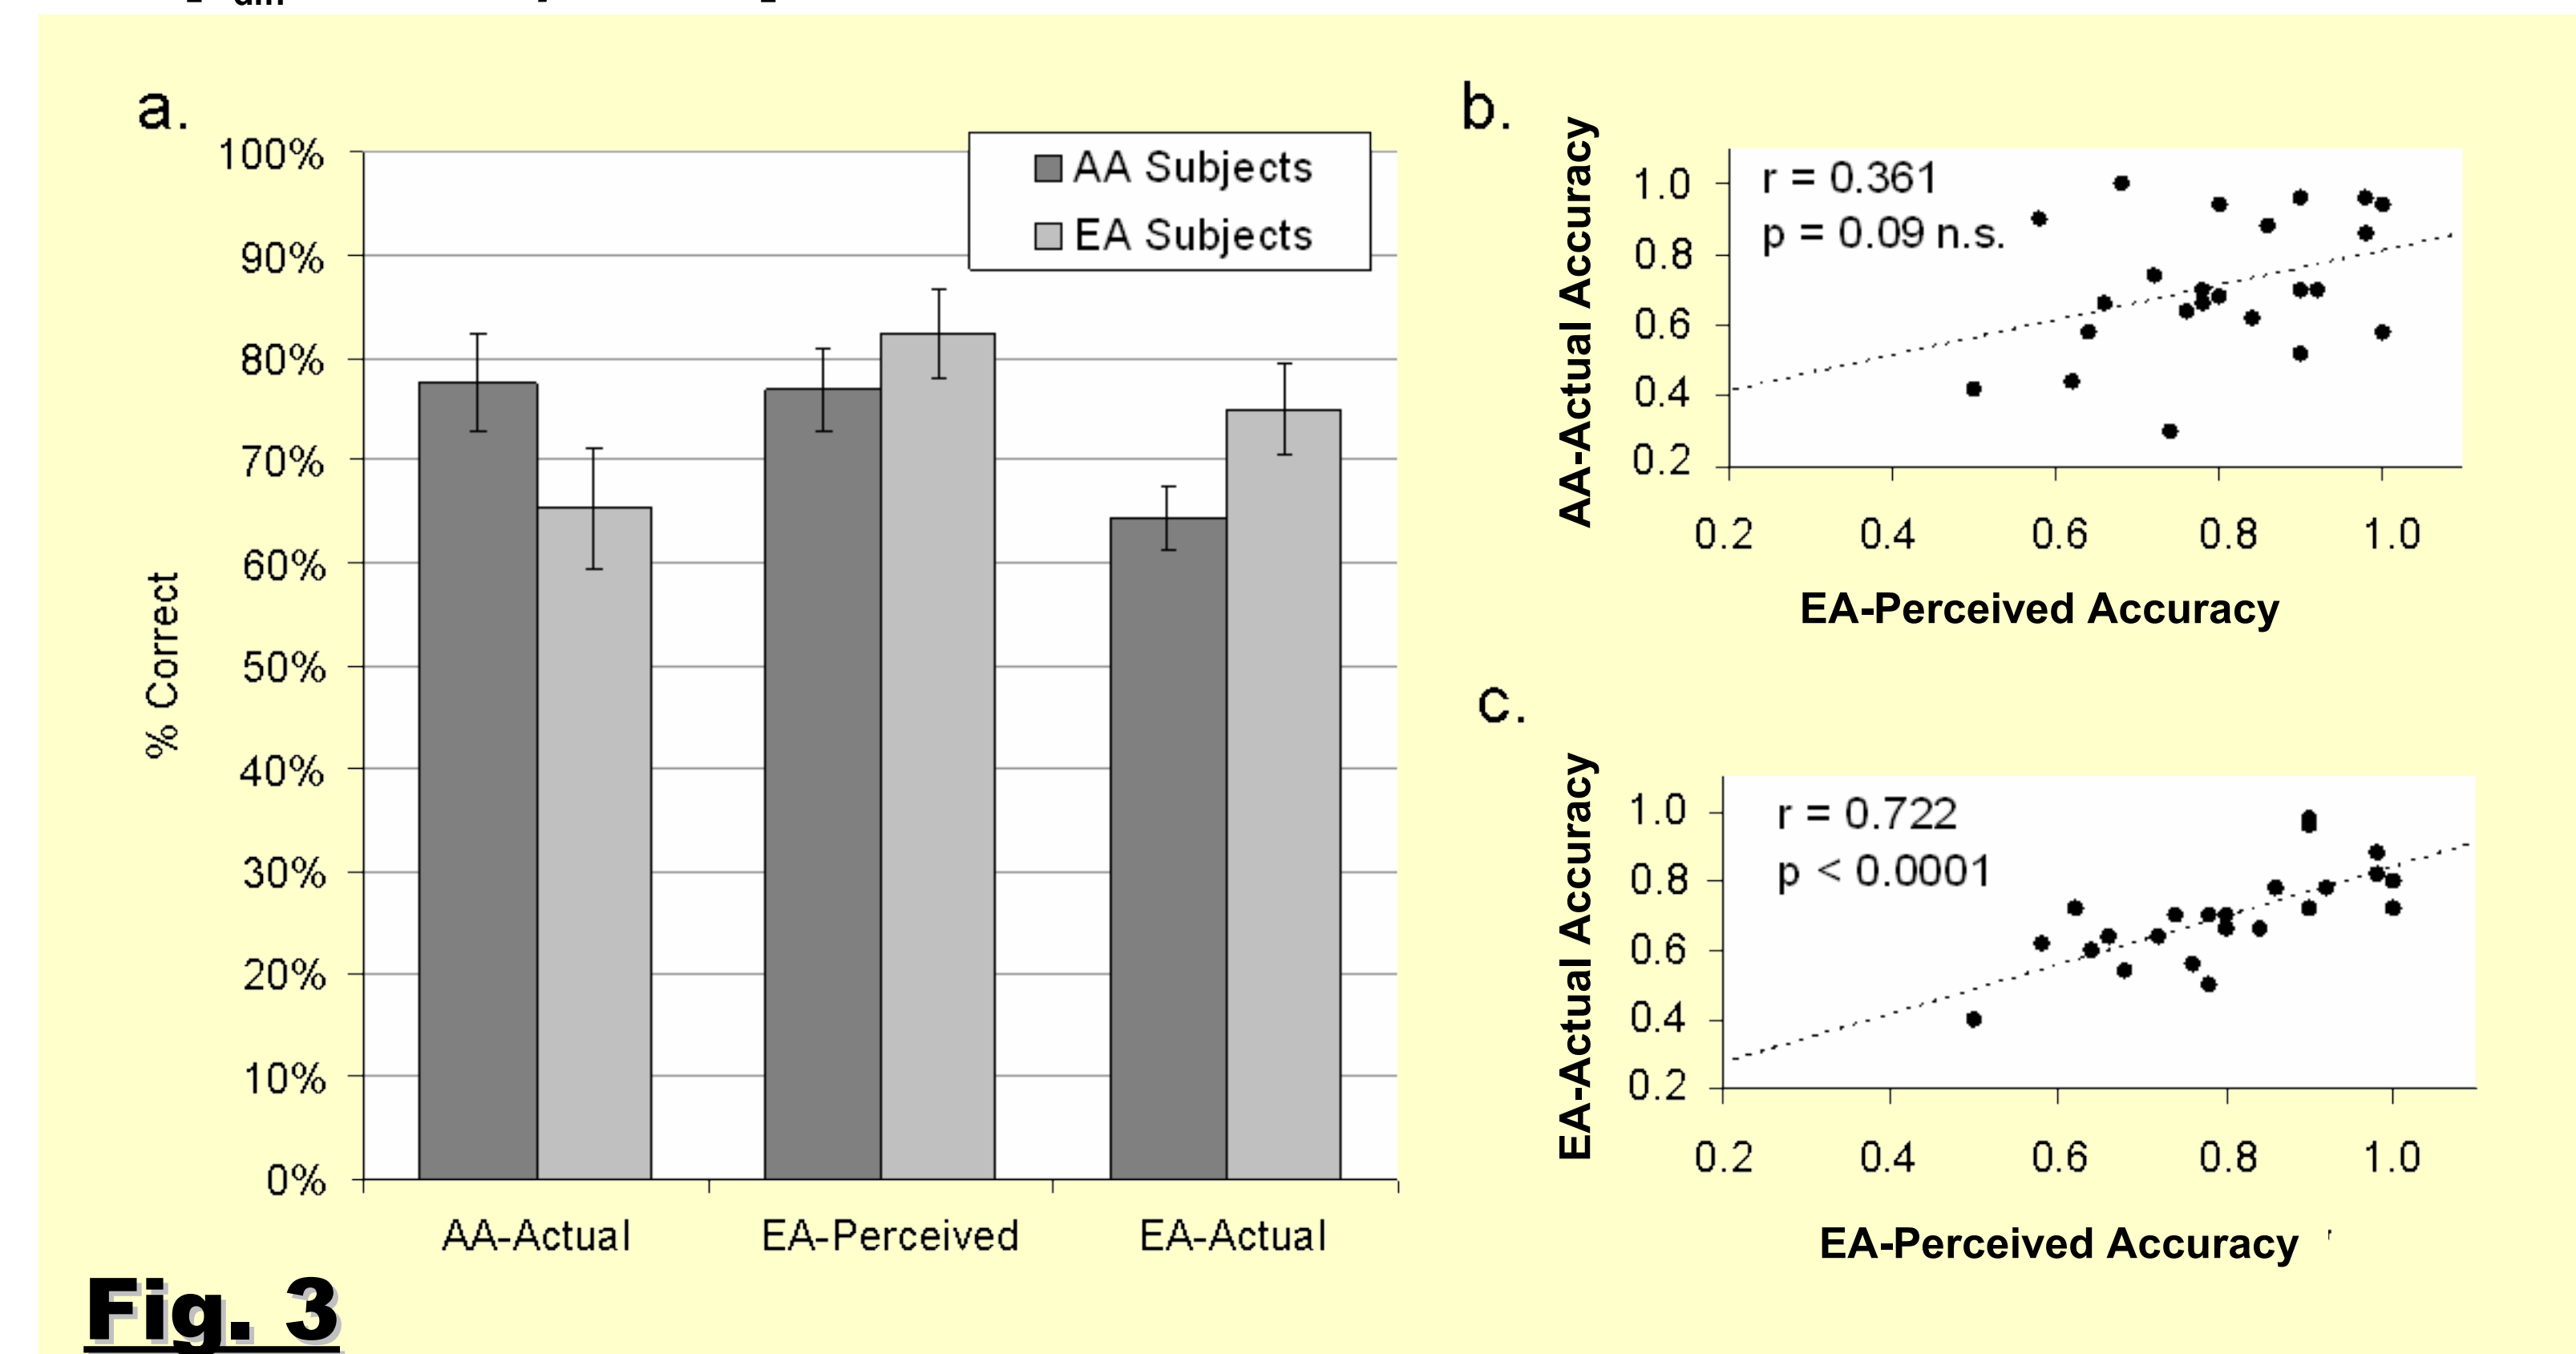 a.
100%
90%
80%
70%
60%
50%
40%
30%
20%
10%
0%
% Correct
AA Subjects
EA Subjects
AA-Actual
EA-Perceived
EA-Actual
b.
AA-Actual Accuracy
1.0
0.8
0.6
0.4
0.2
r = 0.361
p = 0.09 n.s.
0.2 0.4 0.6 0.8 1.0
EA-Perceived Accuracy
c.
EA-Actual Accuracy
1.0
0.8
0.6
0.4
0.2
r = 0.722
p < 0.0001
0.2 0.4 0.6 0.8 1.0
EA-Perceived Accuracy
Fig. 3